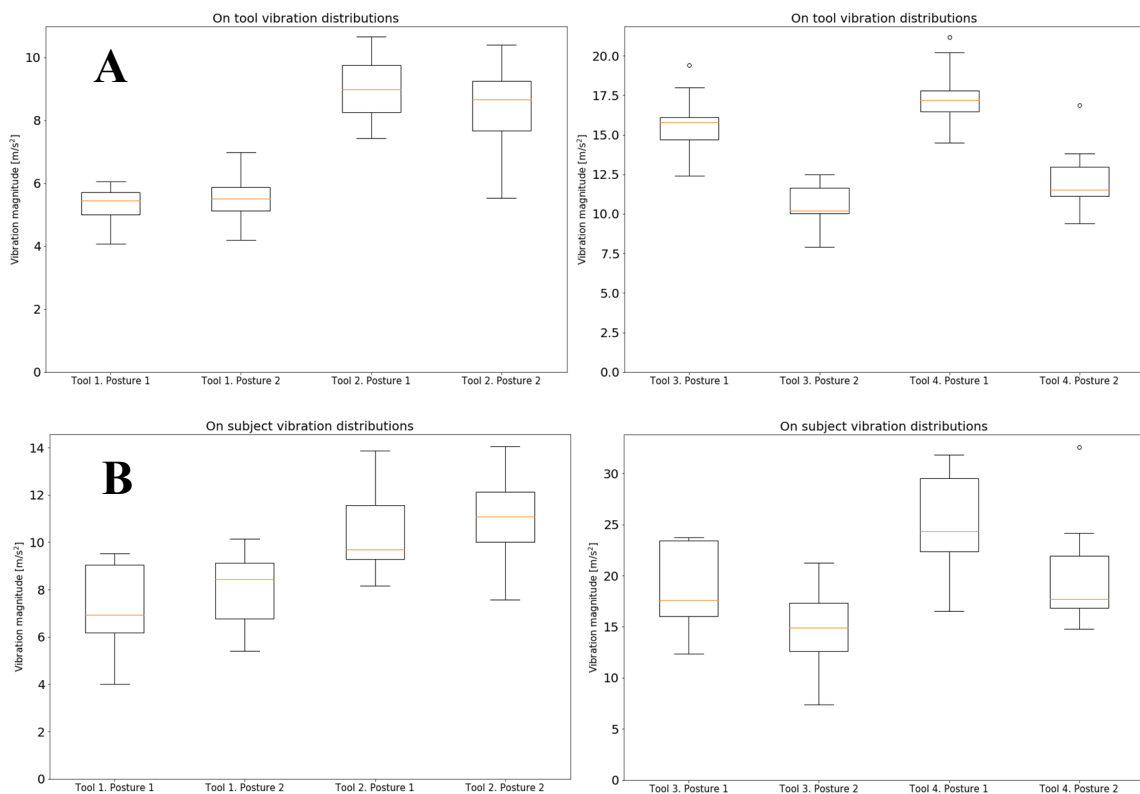 On tool vibration distributions
A
Vibration magnitude [m/s²]
10
8
6
4
2
0
Tool 1. Posture 1 Tool 1. Posture 2 Tool 2. Posture 1 Tool 2. Posture 2
On tool vibration distributions
Vibration magnitude [m/s²]
20.0
17.5
15.0
12.5
10.0
7.5
5.0
2.5
0.0
Tool 3. Posture 1 Tool 3. Posture 2 Tool 4. Posture 1 Tool 4. Posture 2
On subject vibration distributions
B
Vibration magnitude [m/s²]
14
12
10
8
6
4
2
0
Tool 1. Posture 1 Tool 1. Posture 2 Tool 2. Posture 1 Tool 2. Posture 2
On subject vibration distributions
Vibration magnitude [m/s²]
30
25
20
15
10
5
0
Tool 3. Posture 1 Tool 3. Posture 2 Tool 4. Posture 1 Tool 4. Posture 2